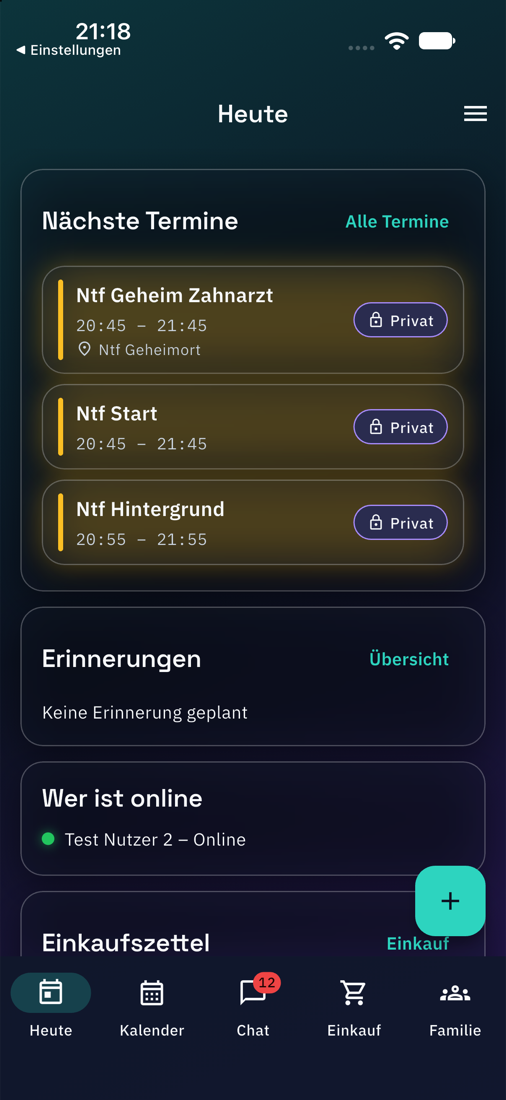 21:18
◀ Einstellungen
Heute
Nächste Termine
Alle Termine
Ntf Geheim Zahnarzt
20:45 – 21:45
Ntf Geheimort
Privat
Ntf Start
20:45 – 21:45
Privat
Ntf Hintergrund
20:55 – 21:55
Privat
Erinnerungen
Übersicht
Keine Erinnerung geplant
Wer ist online
Test Nutzer 2 – Online
+
Einkaufszettel
Einkauf
12
Heute
Kalender
Chat
Einkauf
Familie